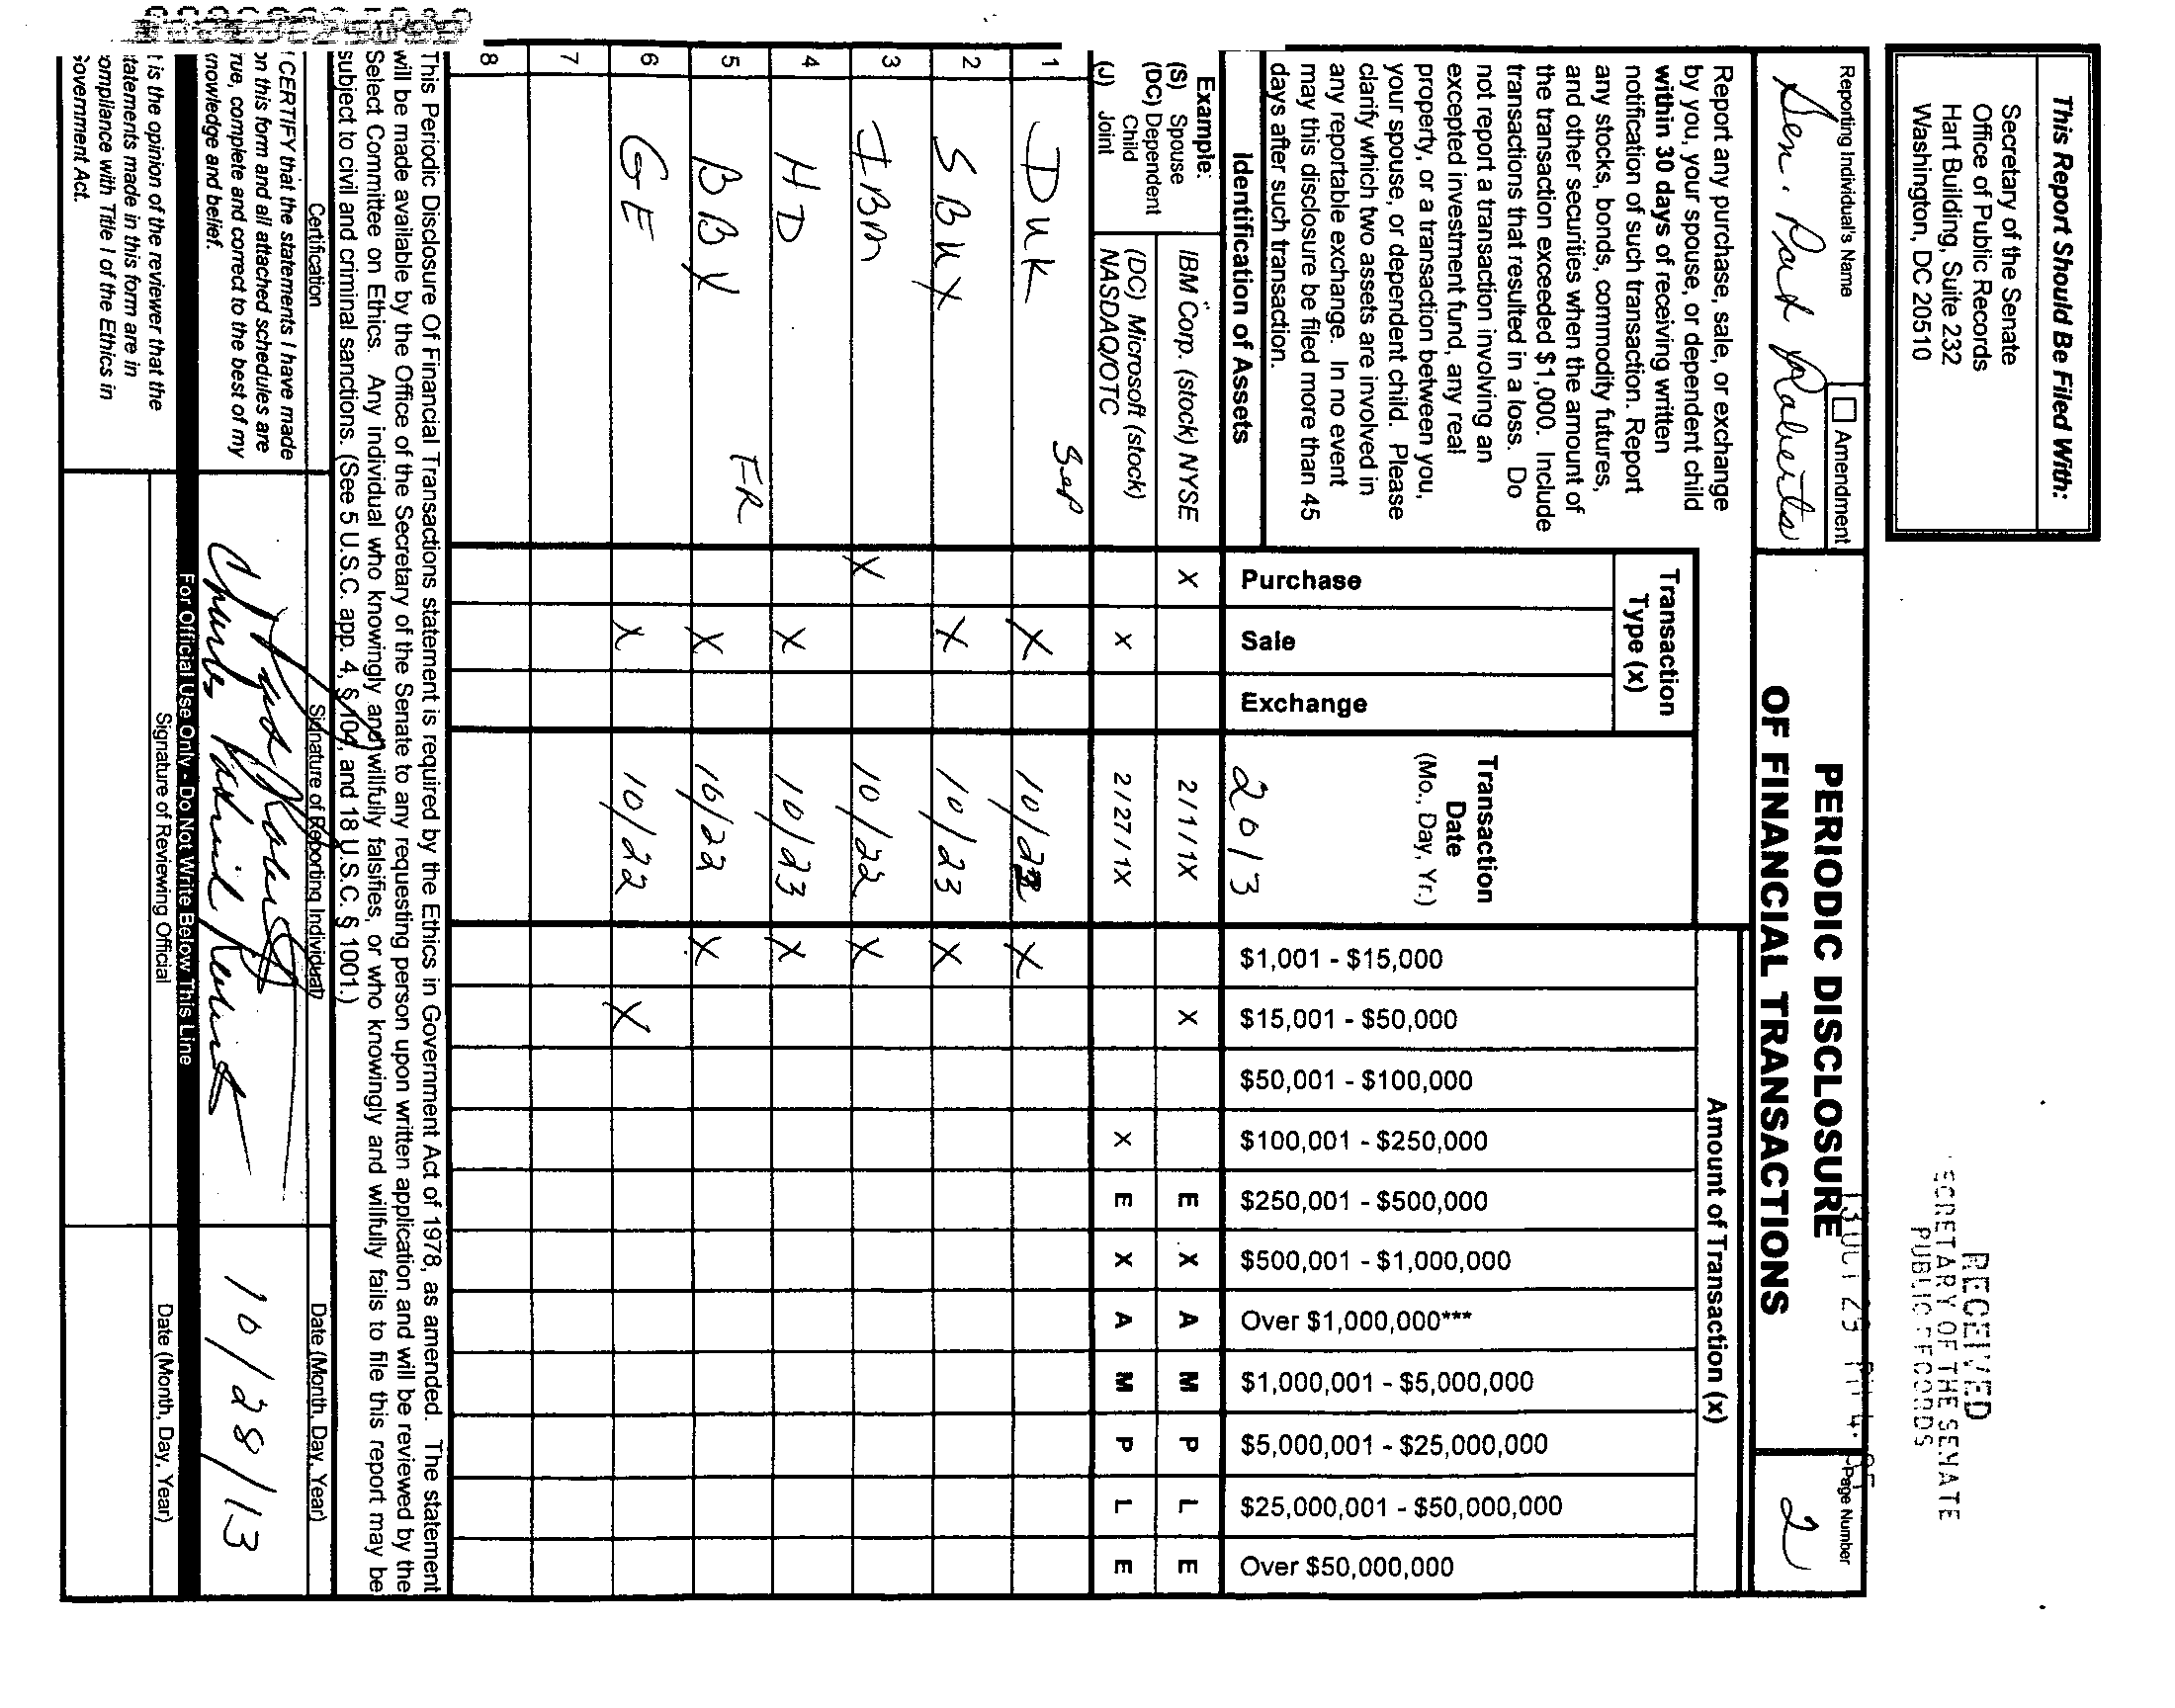 RECEIVED
SECRETARY OF THE SENATE
PUBLIC RECORDS
This Report Should Be Filed With:
Secretary of the Senate
Office of Public Records
Hart Building, Suite 232
Washington, DC 20510
PERIODIC DISCLOSURE
OF FINANCIAL TRANSACTIONS
Reporting Individual's Name
Sen. Pat Roberts
Amendment
Page Number
2
Report any purchase, sale, or exchange
by you, your spouse, or dependent child
within 30 days of receiving written
notification of such transaction. Report
any stocks, bonds, commodity futures,
and other securities when the amount of
the transaction exceeded $1,000. Include
transactions that resulted in a loss. Do
not report a transaction involving an
excepted investment fund, any real
property, or a transaction between you,
your spouse, or dependent child. Please
clarify which two assets are involved in
any reportable exchange. In no event
may this disclosure be filed more than 45
days after such transaction.
Identification of Assets
Transaction
Type (x)
Purchase
Sale
Exchange
Transaction
Date
(Mo., Day, Yr.)
2013
Amount of Transaction (x)
$1,001 - $15,000
$15,001 - $50,000
$50,001 - $100,000
$100,001 - $250,000
$250,001 - $500,000
$500,001 - $1,000,000
Over $1,000,000***
$1,000,001 - $5,000,000
$5,000,001 - $25,000,000
$25,000,001 - $50,000,000
Over $50,000,000
Example:
(S) Spouse
(DC) Dependent
Child
(J) Joint
IBM Corp. (stock) NYSE X 2/1/1X X E X A M P L E
(DC) Microsoft (stock)
NASDAQ/OTC X 2/27/1X X E X A M P L E
Sep
1 DUK X X
2 SBUX X 10/23 X
3 IBM X 10/22 X
4 HD X 10/23 X
FR
5 BBY X 10/22 X
6 GE X 10/22 X
7
8
This Periodic Disclosure Of Financial Transactions statement is required by the Ethics in Government Act of 1978, as amended. The statement
will be made available by the Office of the Secretary of the Senate to any requesting person upon written application and will be reviewed by the
Select Committee on Ethics. Any individual who knowingly and willfully falsifies, or who knowingly and willfully fails to file this report may be
subject to civil and criminal sanctions. (See 5 U.S.C. app. 4, § 104, and 18 U.S.C. § 1001.)
Certification
Signature of Reporting Individual
Date (Month, Day, Year)
I CERTIFY that the statements I have made
on this form and all attached schedules are
true, complete and correct to the best of my
knowledge and belief.
Pat Roberts
Charles Patrick Roberts
10/28/13
For Official Use Only - Do Not Write Below This Line
It is the opinion of the reviewer that the
statements made in this form are in
compliance with Title I of the Ethics in
Government Act.
Signature of Reviewing Official
Date (Month, Day, Year)